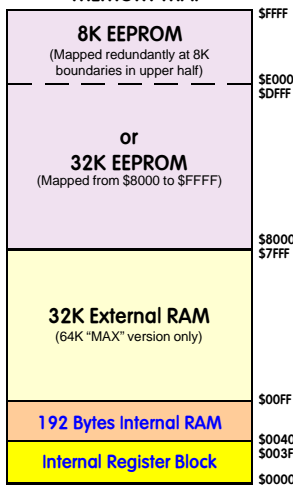 $FFFF
8K EEPROM
(Mapped redundantly at 8K
boundaries in upper half)
$E000
$DFFF
or
32K EEPROM
(Mapped from $8000 to $FFFF)
$8000
$7FFF
32K External RAM
(64K “MAX” version only)
$00FF
192 Bytes Internal RAM
$0040
$003F
Internal Register Block
$0000